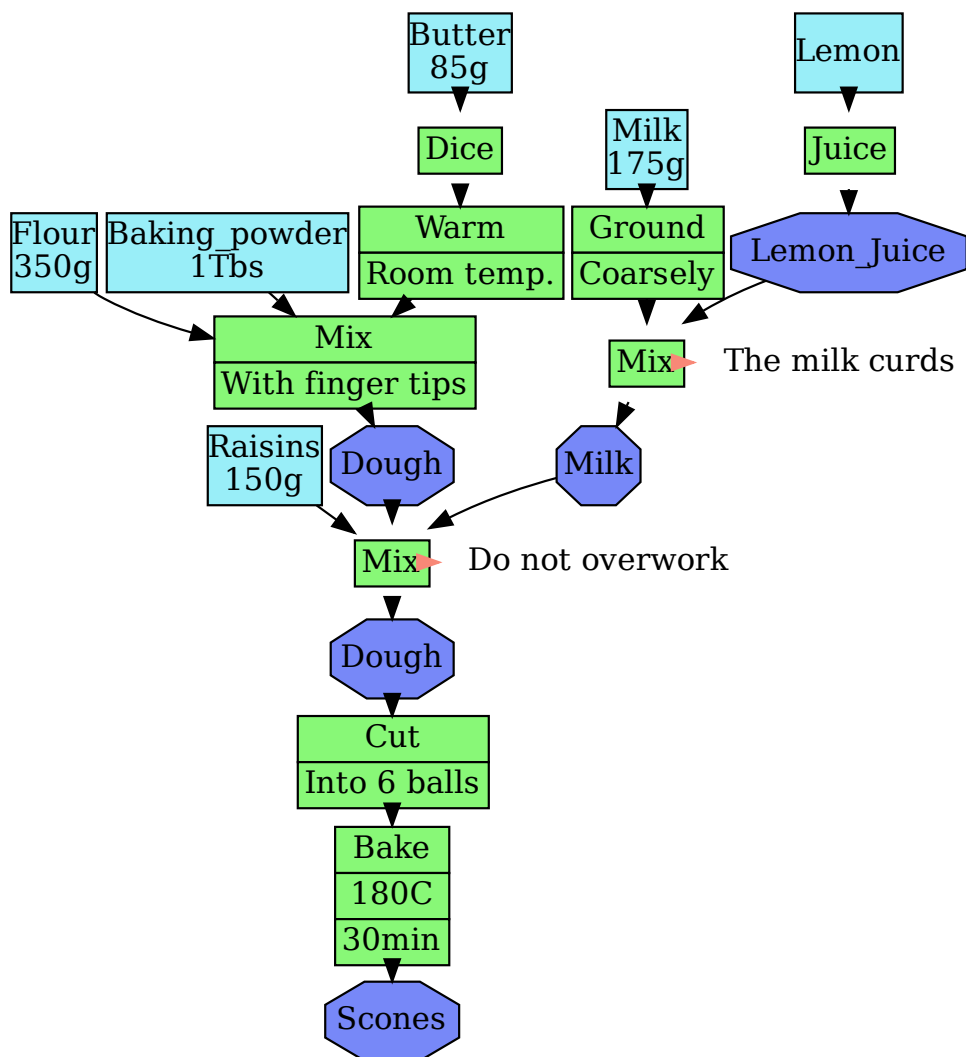 Butter
85g
Lemon
Milk
175g
Dice
Juice
Flour
350g
Baking_powder
1Tbs
Warm
Room temp.
Ground
Coarsely
Lemon_Juice
Mix
With finger tips
Mix
The milk curds
Raisins
150g
Dough
Milk
Mix
Do not overwork
Dough
Cut
Into 6 balls
Bake
180C
30min
Scones